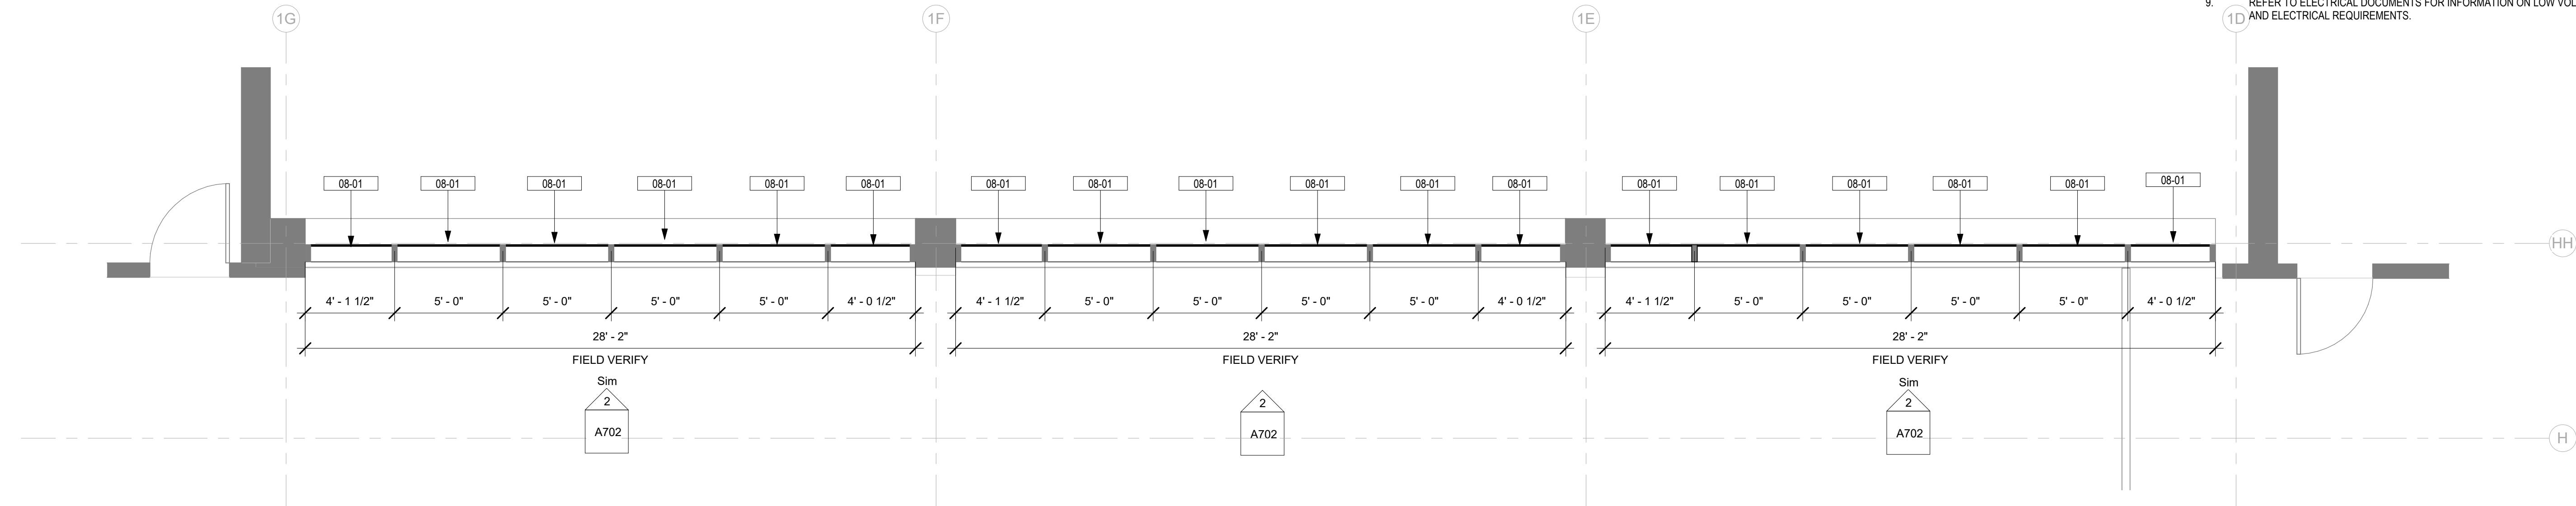 1G
1F
1E
1D
9. REFER TO ELECTRICAL DOCUMENTS FOR INFORMATION ON LOW VOL
AND ELECTRICAL REQUIREMENTS.
08-01 08-01 08-01 08-01 08-01 08-01 08-01 08-01 08-01 08-01 08-01 08-01 08-01 08-01 08-01 08-01 08-01 08-01
HH
4' - 1 1/2" 5' - 0" 5' - 0" 5' - 0" 5' - 0" 4' - 0 1/2" 4' - 1 1/2" 5' - 0" 5' - 0" 5' - 0" 5' - 0" 4' - 0 1/2" 4' - 1 1/2" 5' - 0" 5' - 0" 5' - 0" 5' - 0" 4' - 0 1/2"
28' - 2" 28' - 2" 28' - 2"
FIELD VERIFY FIELD VERIFY FIELD VERIFY
Sim Sim
2 2 2
A702 A702 A702
H